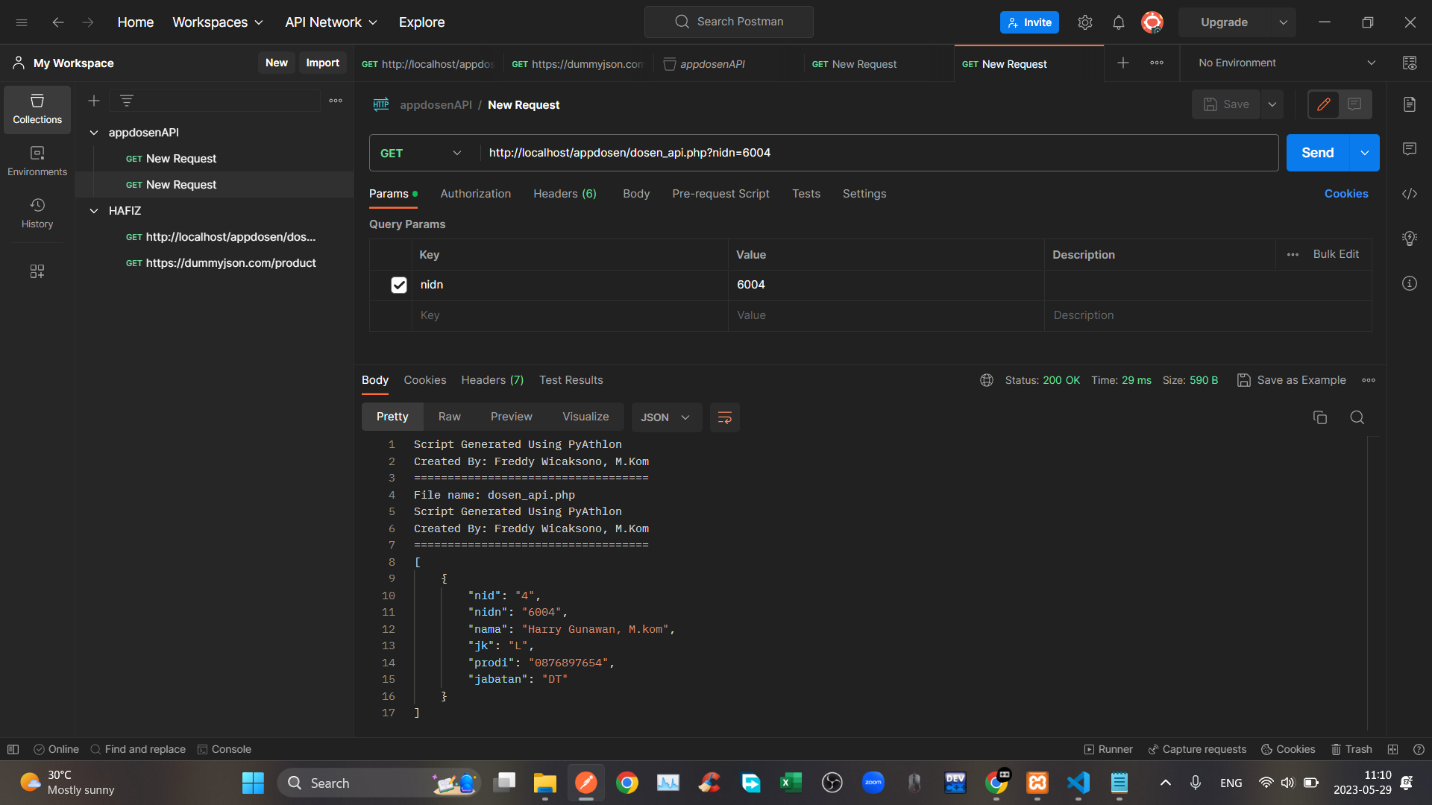 Home
Workspaces
API Network
Explore
Search Postman
Invite
Upgrade
My Workspace
New
Import
GET http://localhost/appdos
GET https://dummyjson.com
appdosenAPI
GET New Request
GET New Request
No Environment
Collections
Environments
History
appdosenAPI
GET New Request
GET New Request
HAFIZ
GET http://localhost/appdosen/dos...
GET https://dummyjson.com/product
HTTP appdosenAPI / New Request
Save
GET http://localhost/appdosen/dosen_api.php?nidn=6004
Send
Params Authorization Headers (6) Body Pre-request Script Tests Settings Cookies
Query Params
Key Value Description Bulk Edit
nidn 6004
Key Value Description
Body Cookies Headers (7) Test Results Status: 200 OK Time: 29 ms Size: 590 B Save as Example
Pretty Raw Preview Visualize JSON
1 Script Generated Using PyAthlon
2 Created By: Freddy Wicaksono, M.Kom
3 ===================================
4 File name: dosen_api.php
5 Script Generated Using PyAthlon
6 Created By: Freddy Wicaksono, M.Kom
7 ===================================
8 [
9 {
10 "nid": "4",
11 "nidn": "6004",
12 "nama": "Harry Gunawan, M.kom",
13 "jk": "L",
14 "prodi": "0876897654",
15 "jabatan": "DT"
16 }
17 ]
Online Find and replace Console Runner Capture requests Cookies Trash
30°C
Mostly sunny
Search
zoom
DEV
ENG
11:10
2023-05-29